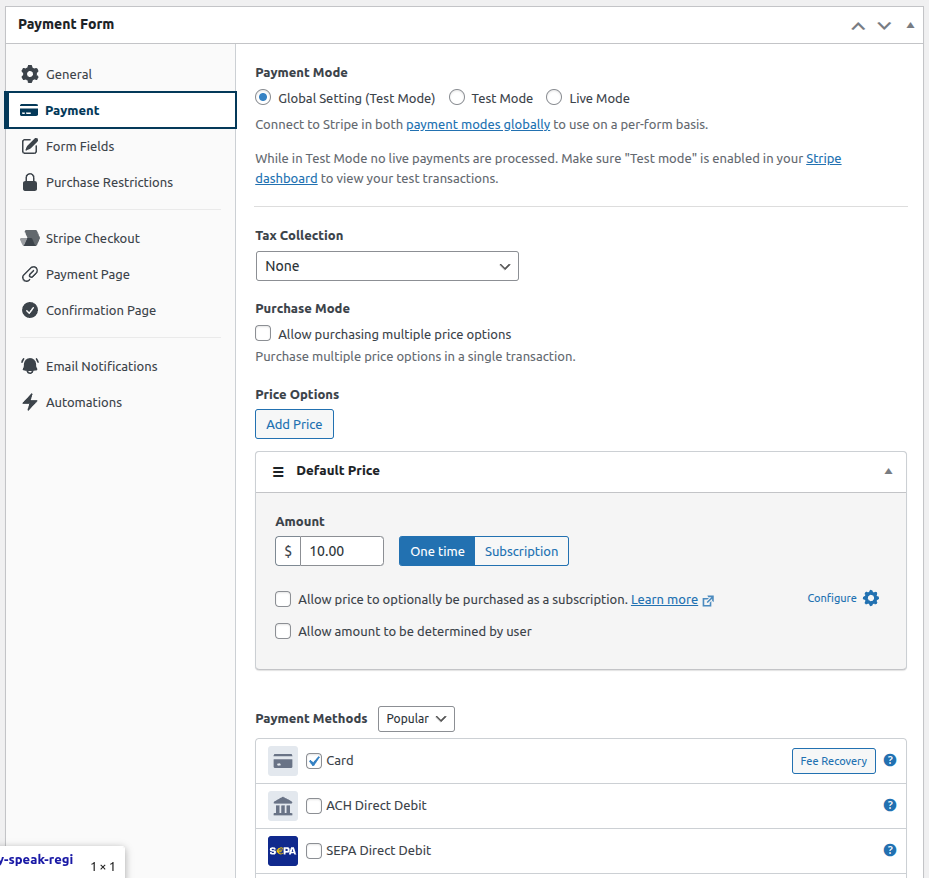 Payment Form
General
Payment
Form Fields
Purchase Restrictions
Stripe Checkout
Payment Page
Confirmation Page
Email Notifications
Automations
Payment Mode
Global Setting (Test Mode) Test Mode Live Mode
Connect to Stripe in both payment modes globally to use on a per-form basis.
While in Test Mode no live payments are processed. Make sure "Test mode" is enabled in your Stripe
dashboard to view your test transactions.
Tax Collection
None
Purchase Mode
Allow purchasing multiple price options
Purchase multiple price options in a single transaction.
Price Options
Add Price
Default Price
Amount
$ 10.00 One time Subscription
Allow price to optionally be purchased as a subscription. Learn more Configure
Allow amount to be determined by user
Payment Methods Popular
Card Fee Recovery ?
ACH Direct Debit ?
S€PA SEPA Direct Debit ?
y-speak-regi 1 × 1